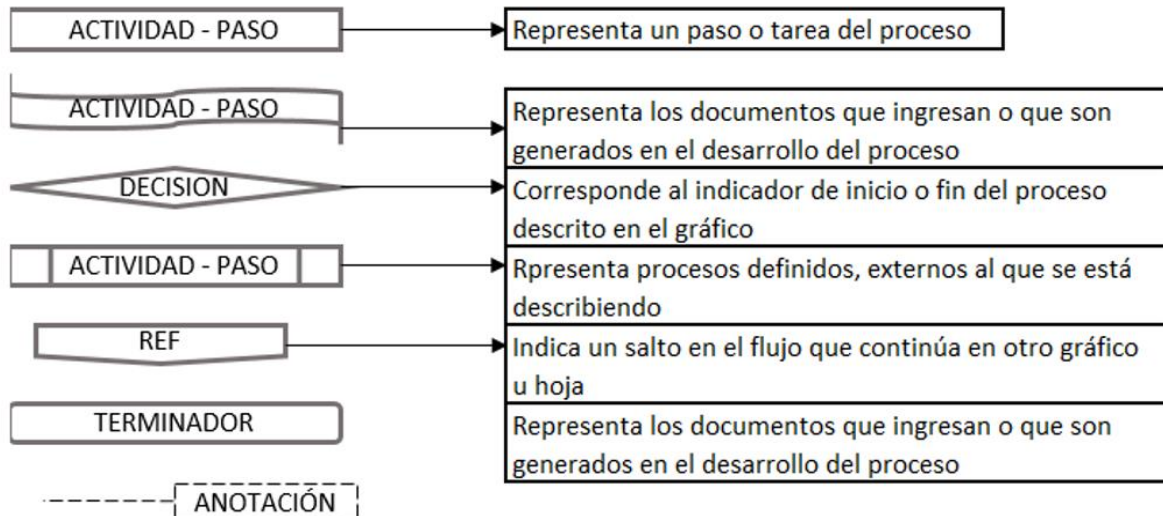 ACTIVIDAD - PASO
Representa un paso o tarea del proceso
ACTIVIDAD - PASO
Representa los documentos que ingresan o que son
generados en el desarrollo del proceso
DECISION
Corresponde al indicador de inicio o fin del proceso
descrito en el gráfico
ACTIVIDAD - PASO
Rpresenta procesos definidos, externos al que se está
describiendo
REF
Indica un salto en el flujo que continúa en otro gráfico
u hoja
TERMINADOR
Representa los documentos que ingresan o que son
generados en el desarrollo del proceso
ANOTACIÓN